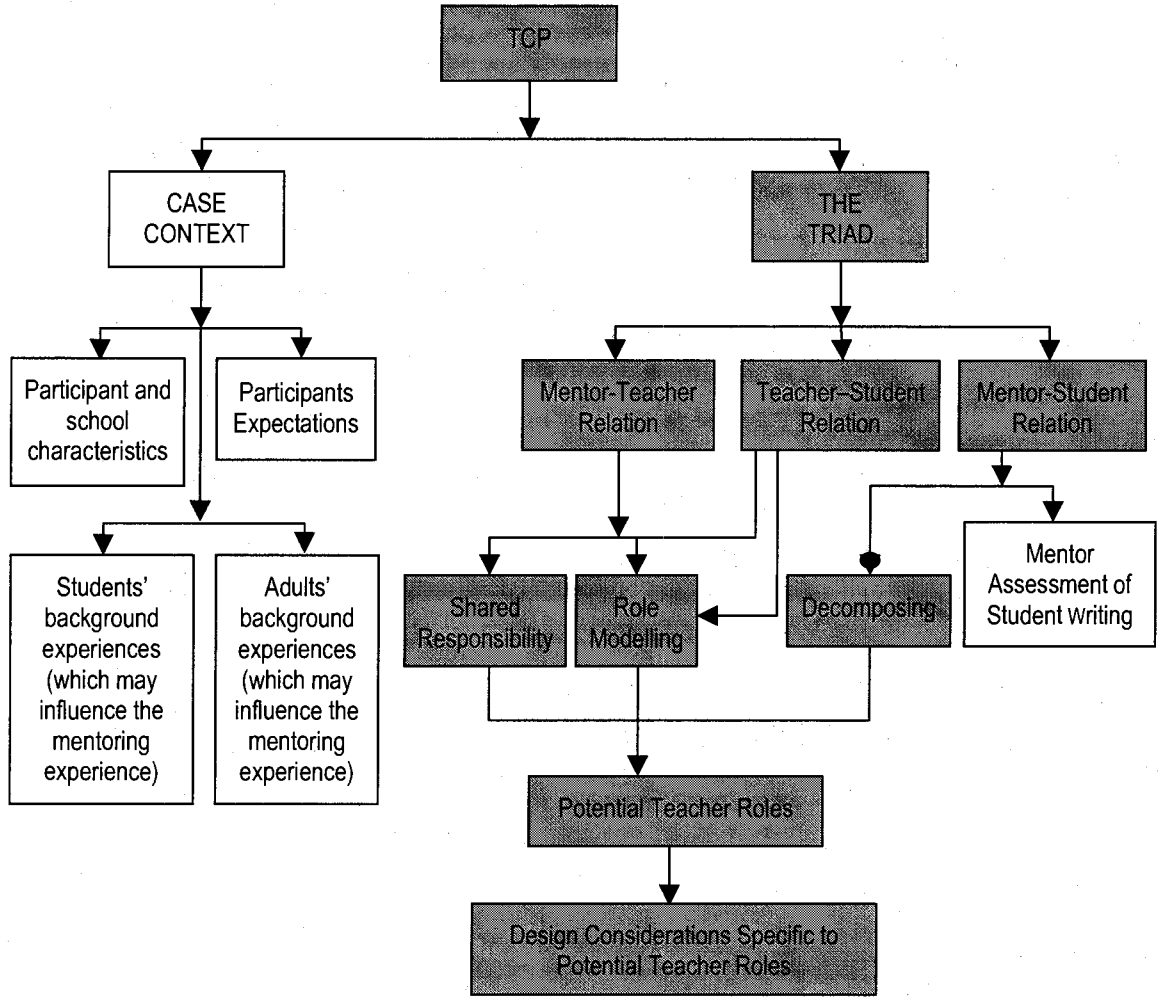 TCP
CASE
CONTEXT
THE
TRIAD
Participant and
school
characteristics
Participants
Expectations
Mentor-Teacher
Relation
Teacher–Student
Relation
Mentor-Student
Relation
Students'
background
experiences
(which may
influence the
mentoring
experience)
Adults'
background
experiences
(which may
influence the
mentoring
experience)
Shared
Responsibility
Role
Modelling
Decomposing
Mentor
Assessment of
Student Writing
Potential Teacher Roles
Design Considerations Specific to
Potential Teacher Roles